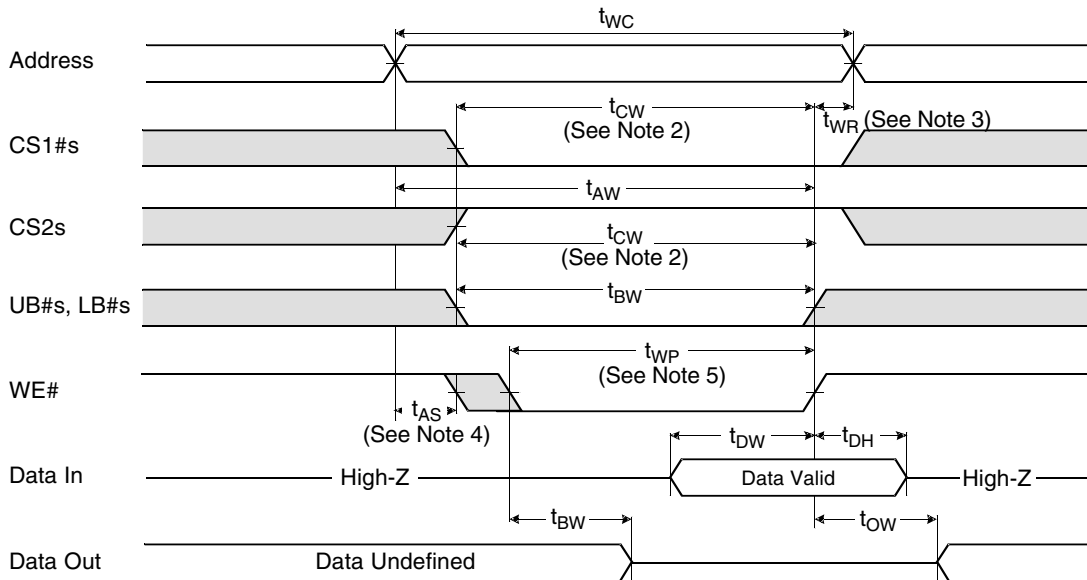 tWC
Address
tCW
(See Note 2)
tWR (See Note 3)
CS1#s
tAW
CS2s
tCW
(See Note 2)
tBW
UB#s, LB#s
tWP
(See Note 5)
WE#
tAS
(See Note 4)
tDW
tDH
Data In
High-Z
Data Valid
High-Z
tBW
tOW
Data Out
Data Undefined